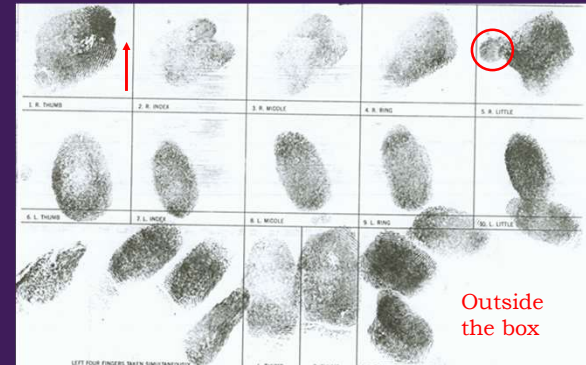 1. R. THUMB
2. R. INDEX
3. R. MIDDLE
4. R. RING
5. R. LITTLE
6. L. THUMB
7. L. INDEX
8. L. MIDDLE
9. L. RING
10. L. LITTLE
Outside
the box
LEFT FOUR FINGERS TAKEN SIMULTANEOUSLY